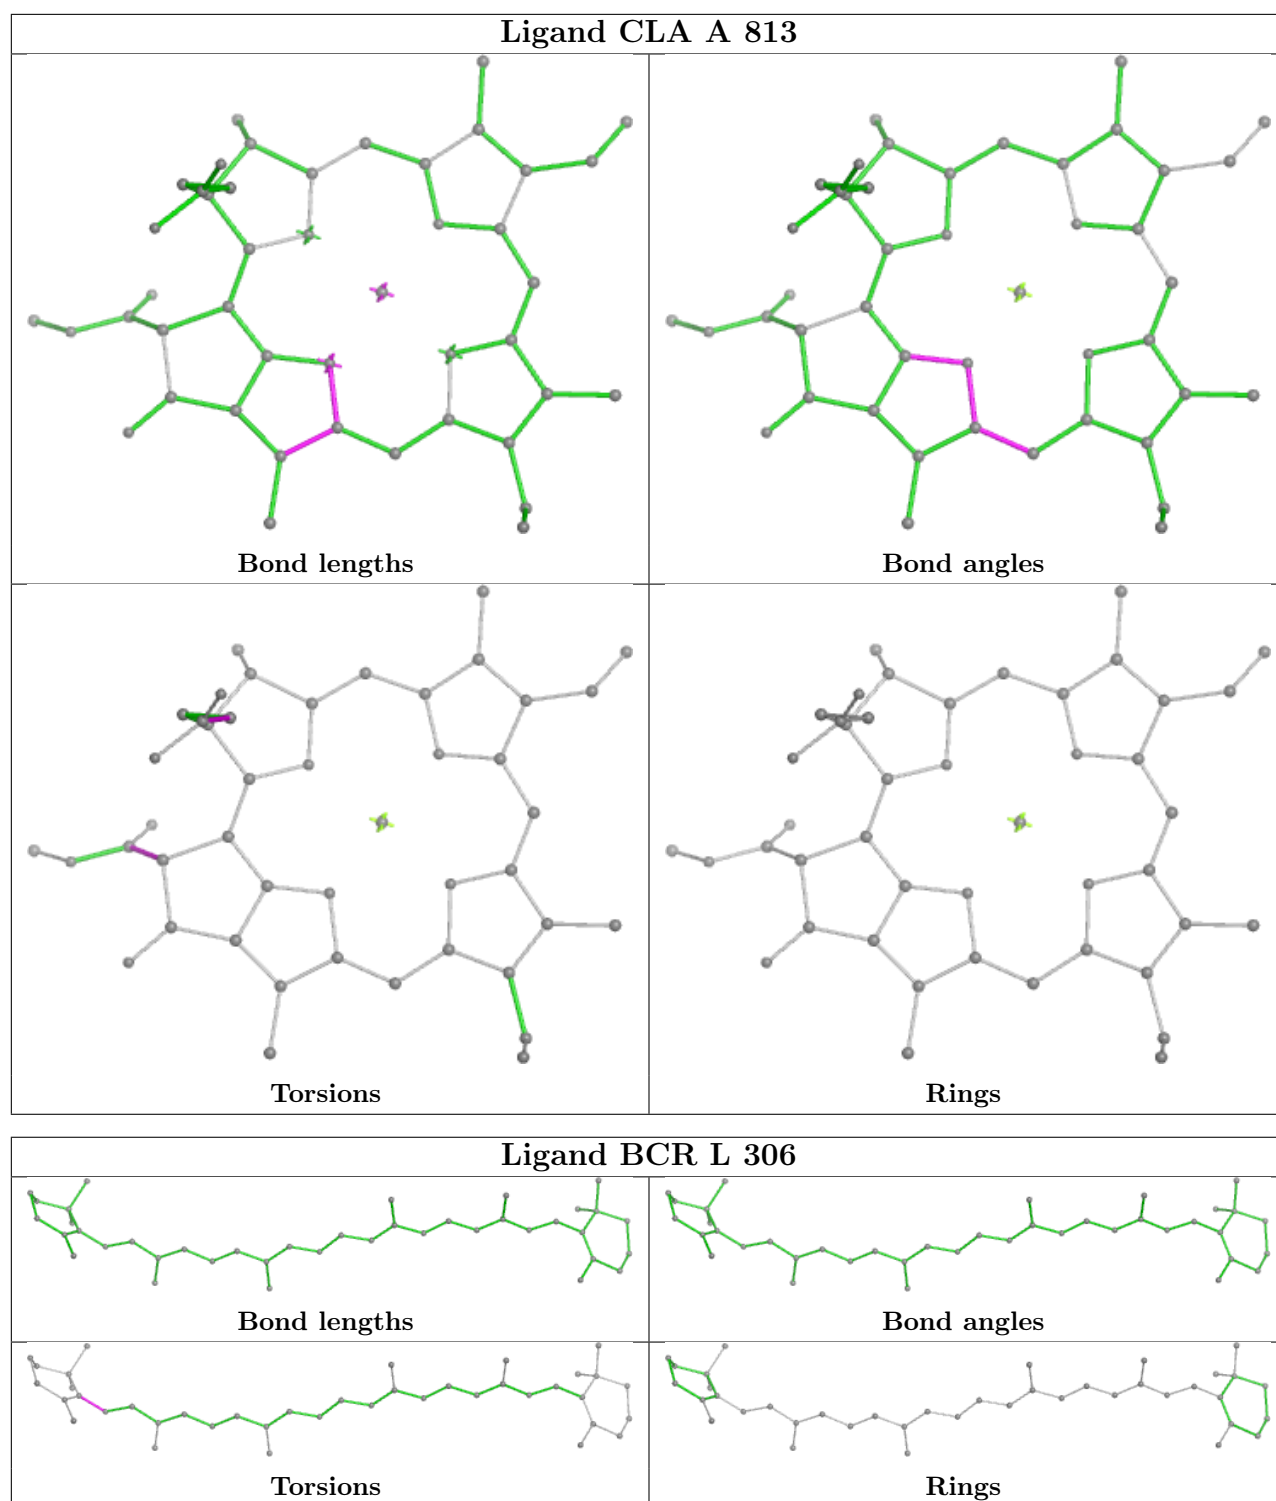 Ligand CLA A 813
Bond lengths
Bond angles
Torsions
Rings
Ligand BCR L 306
Bond lengths
Bond angles
Torsions
Rings